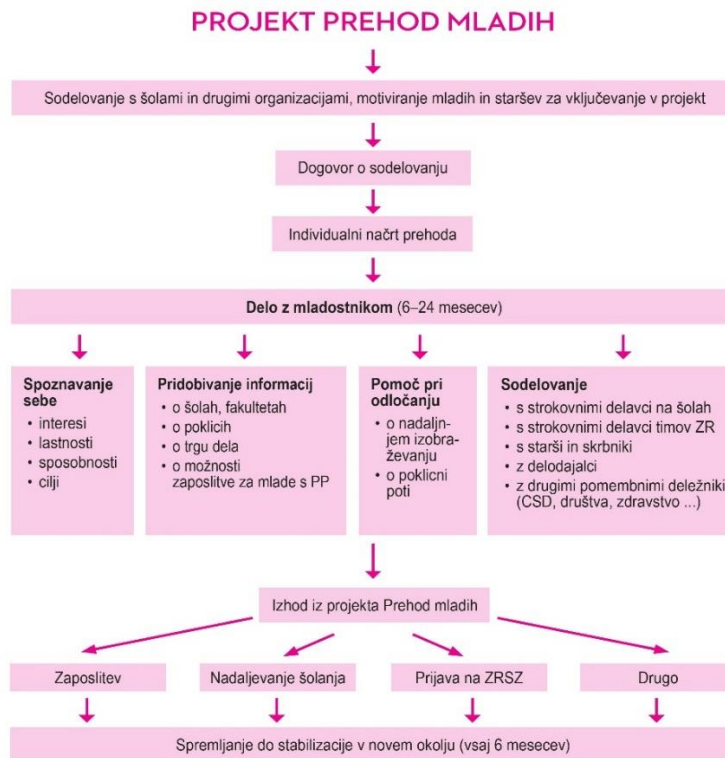 PROJEKT PREHOD MLADIH
Sodelovanje s šolami in drugimi organizacijami, motiviranje mladih in staršev za vključevanje v projekt
Dogovor o sodelovanju
Individualni načrt prehoda
Delo z mladostnikom (6–24 mesecev)
Spoznavanje
sebe
• interesi
• lastnosti
• sposobnosti
• cilji
Pridobivanje informacij
• o šolah, fakultetah
• o poklicih
• o trgu dela
• o možnosti
zaposlitve za mlade s PP
Pomoč pri
odločanju
• o nadaljn-
jem izobra-
ževanju
• o poklicni
poti
Sodelovanje
• s strokovnimi delavci na šolah
• s strokovnimi delavci timov ZR
• s starši in skrbniki
• z delodajalci
• z drugimi pomembnimi deležniki
(CSD, društva, zdravstvo ...)
Izhod iz projekta Prehod mladih
Zaposlitev
Nadaljevanje šolanja
Prijava na ZRSZ
Drugo
Spremljanje do stabilizacije v novem okolju (vsaj 6 mesecev)